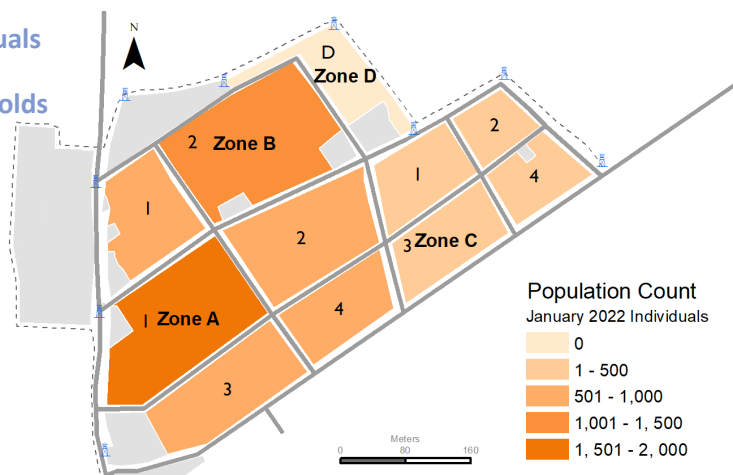 uals
olds
N
D
Zone D
2 Zone B
2
1
1
4
2
3 Zone C
1 Zone A
4
3
Population Count
January 2022 Individuals
0
1 - 500
501 - 1,000
1,001 - 1, 500
1, 501 - 2, 000
Meters
0 80 160